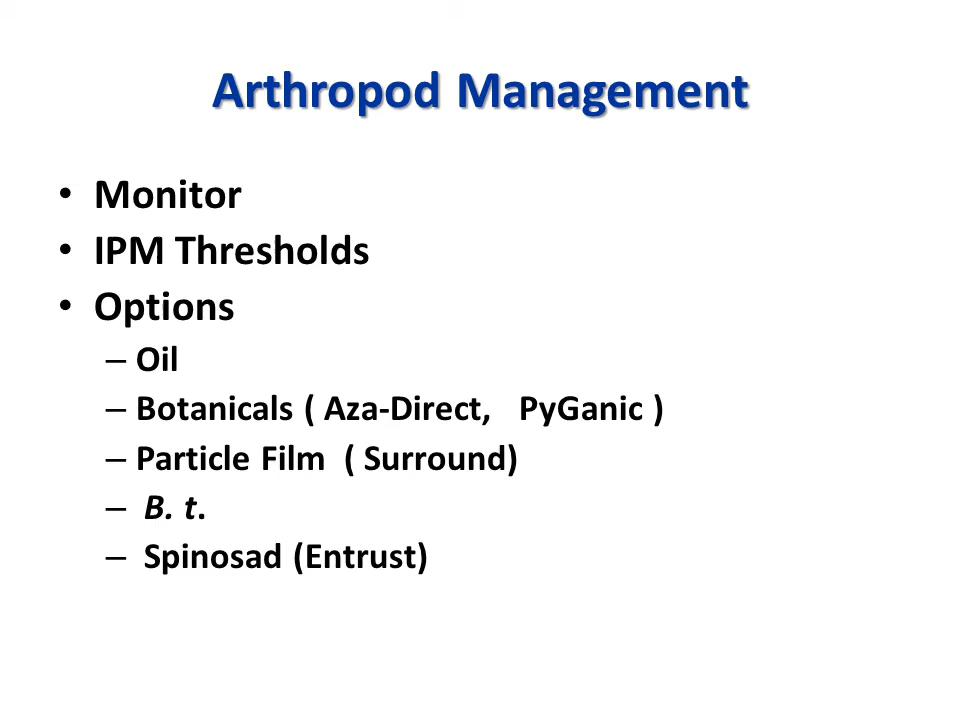 Arthropod Management
• Monitor
• IPM Thresholds
• Options
– Oil
– Botanicals ( Aza-Direct,   PyGanic )
– Particle Film  ( Surround)
– B. t.
– Spinosad (Entrust)